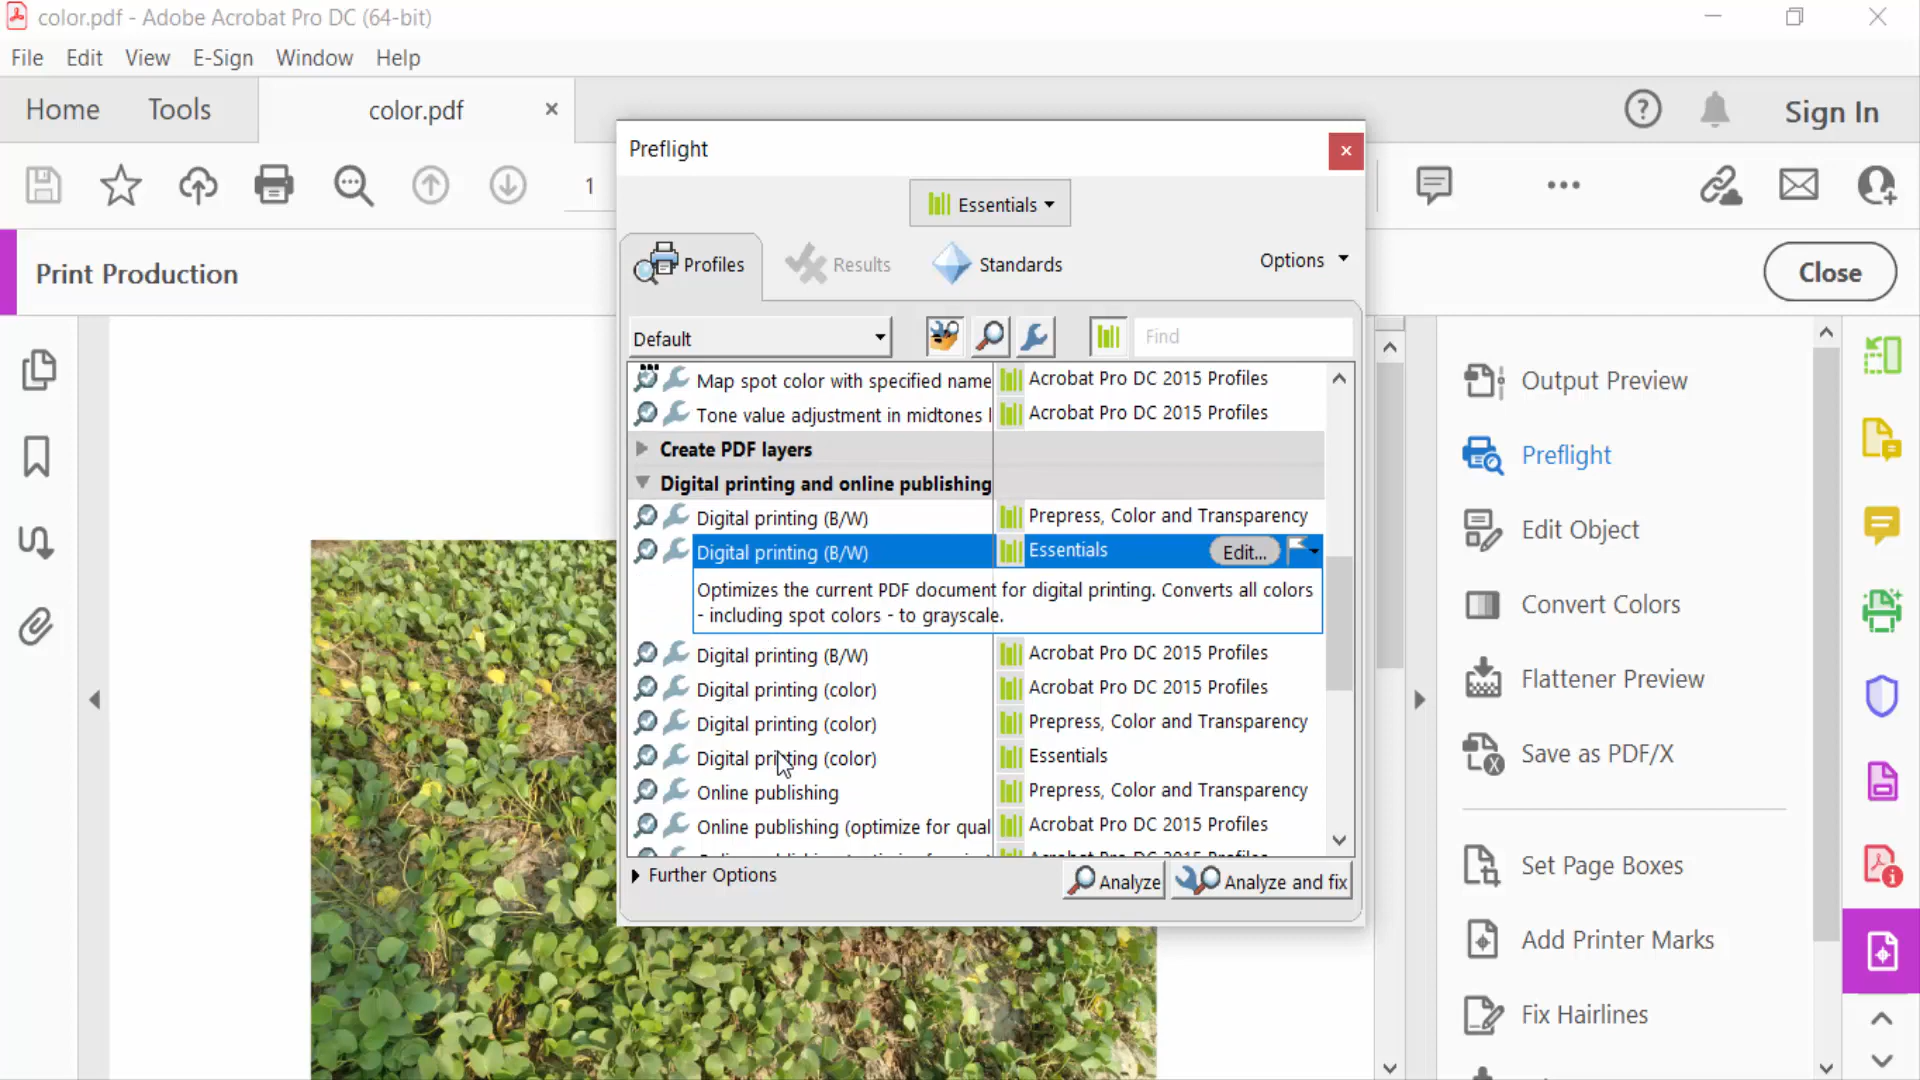 color.pdf - Adobe Acrobat Pro DC (64-bit)
File Edit View E-Sign Window Help
Home Tools color.pdf × Sign In
1
Print Production
Close
Preflight
Essentials
Profiles Results Standards Options
Default Find
Map spot color with specified name Acrobat Pro DC 2015 Profiles
Tone value adjustment in midtones Acrobat Pro DC 2015 Profiles
Create PDF layers
Digital printing and online publishing
Digital printing (B/W) Prepress, Color and Transparency
Digital printing (B/W) Essentials Edit...
Optimizes the current PDF document for digital printing. Converts all colors
- including spot colors - to grayscale.
Digital printing (B/W) Acrobat Pro DC 2015 Profiles
Digital printing (color) Acrobat Pro DC 2015 Profiles
Digital printing (color) Prepress, Color and Transparency
Digital printing (color) Essentials
Online publishing Prepress, Color and Transparency
Online publishing (optimize for qual Acrobat Pro DC 2015 Profiles
Further Options Analyze Analyze and fix
Output Preview
Preflight
Edit Object
Convert Colors
Flattener Preview
Save as PDF/X
Set Page Boxes
Add Printer Marks
Fix Hairlines